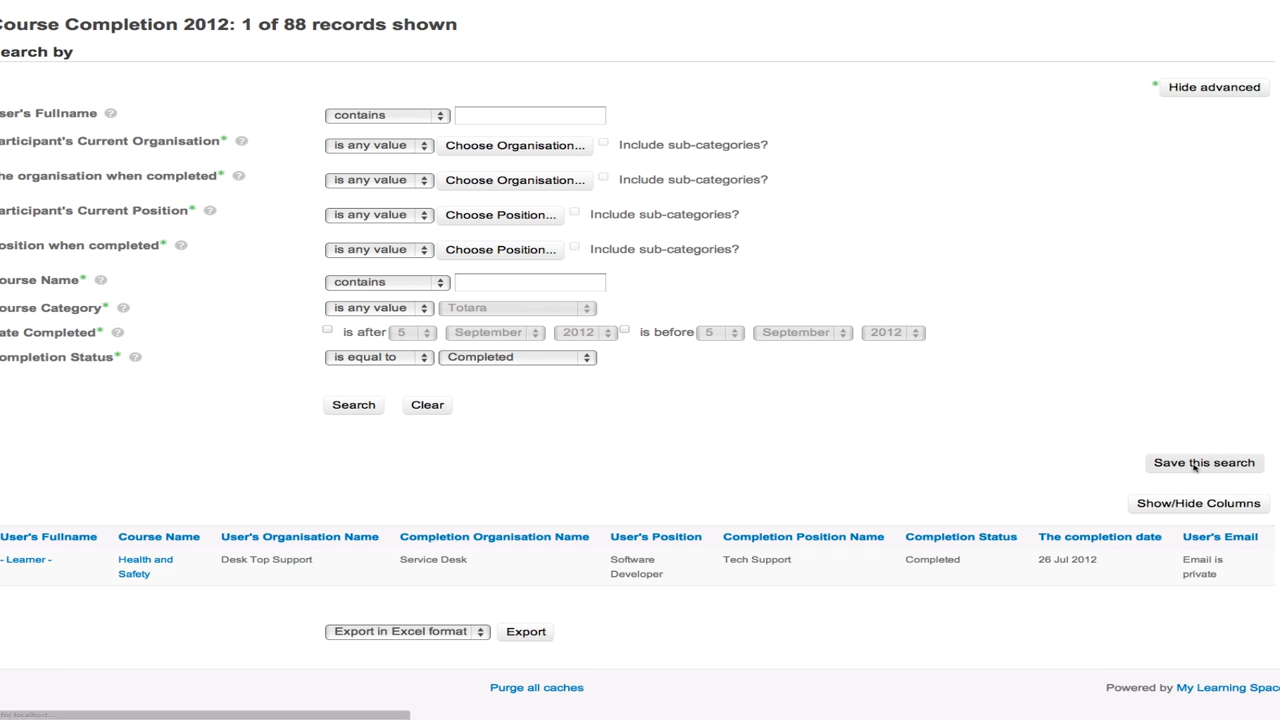 ourse Completion 2012: 1 of 88 records shown
earch by
* Hide advanced
ser's Fullname contains
articipant's Current Organisation* is any value Choose Organisation... Include sub-categories?
he organisation when completed* is any value Choose Organisation... Include sub-categories?
articipant's Current Position* is any value Choose Position... Include sub-categories?
osition when completed* is any value Choose Position... Include sub-categories?
ourse Name* contains
ourse Category* is any value Totara
ate Completed* is after 5 September 2012 is before 5 September 2012
ompletion Status* is equal to Completed
Search Clear
Save this search
Show/Hide Columns
User's Fullname Course Name User's Organisation Name Completion Organisation Name User's Position Completion Position Name Completion Status The completion date User's Email
- Learner - Health and Desk Top Support Service Desk Software Tech Support Completed 26 Jul 2012 Email is
Safety Developer private
Export in Excel format Export
Purge all caches Powered by My Learning Space
for localhost...